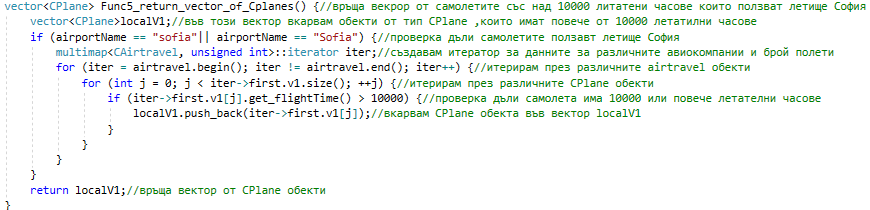 vector<CPlane> Func5_return_vector_of_Cplanes() {//връща векрор от самолетите със над 10000 литатени часове които ползват летище София
vector<CPlane>localV1;//във този вектор вкарвам обекти от тип CPlane ,които имат повече от 10000 летатилни часове
if (airportName == "sofia"|| airportName == "Sofia") {//проверка дъли самолетите ползавт летище София
multimap<CAirtravel, unsigned int>::iterator iter;//създавам итератор за данните за различните авиокомпании и брой полети
for (iter = airtravel.begin(); iter != airtravel.end(); iter++) {//итерирам през различните airtravel обекти
for (int j = 0; j < iter->first.v1.size(); ++j) {//итерирам през различните CPlane обекти
if (iter->first.v1[j].get_flightTime() > 10000) {//проверка дъли самолета има 10000 или повече летателни часове
localV1.push_back(iter->first.v1[j]);//вкарвам CPlane обекта във вектор localV1
}
}
}
}
return localV1;//връща вектор от CPlane обекти
}